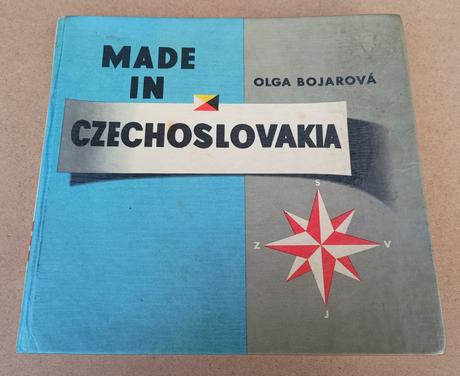 MADE
IN
CZECHOSLOVAKIA
OLGA BOJAROVÁ
S
Z
V
J